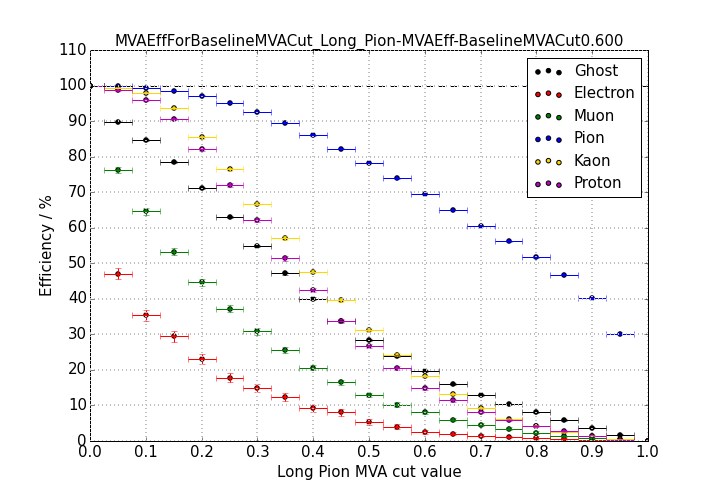 MVAEffForBaselineMVACut_Long_Pion-MVAEff-BaselineMVACut0.600
110
100
90
80
70
60
50
40
30
20
10
0
Efficiency / %
Ghost
Electron
Muon
Pion
Kaon
Proton
0.0 0.1 0.2 0.3 0.4 0.5 0.6 0.7 0.8 0.9 1.0
Long Pion MVA cut value